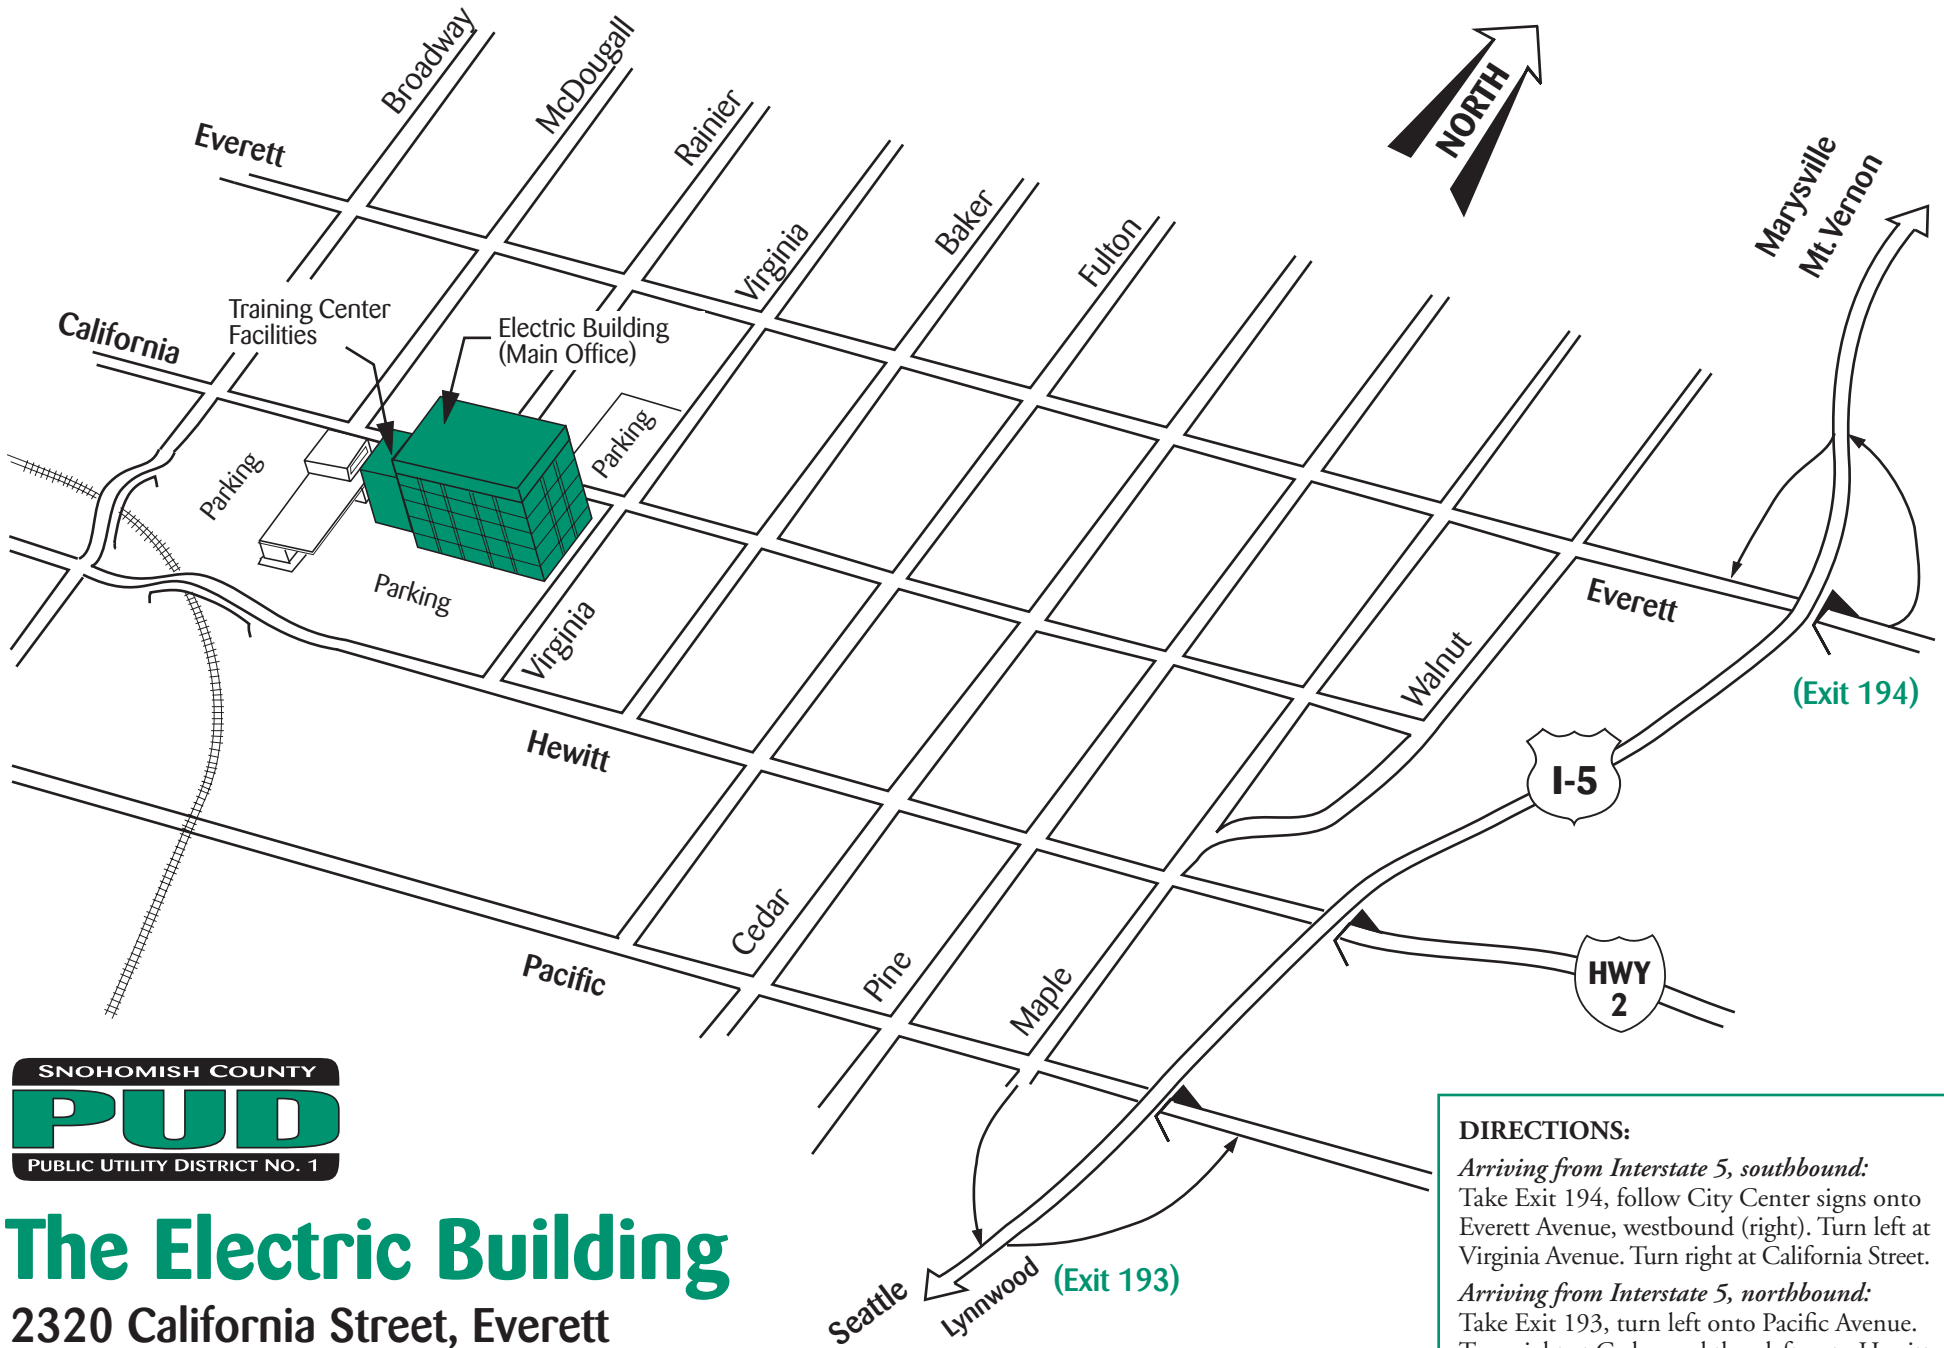 Broadway
McDougall
Rainier
Virginia
Baker
Fulton
Everett
NORTH
Marysville
Mt.Vernon
California
Training Center
Facilities
Electric Building
(Main Office)
Parking
Parking
Parking
Virginia
Everett
Walnut
(Exit 194)
Hewitt
I-5
Cedar
Pine
Maple
Pacific
HWY
2
SNOHOMISH COUNTY
PUD
PUBLIC UTILITY DISTRICT NO. 1
The Electric Building
2320 California Street, Everett
Seattle
Lynnwood
(Exit 193)
DIRECTIONS:
Arriving from Interstate 5, southbound:
Take Exit 194, follow City Center signs onto
Everett Avenue, westbound (right). Turn left at
Virginia Avenue. Turn right at California Street.
Arriving from Interstate 5, northbound:
Take Exit 193, turn left onto Pacific Avenue.